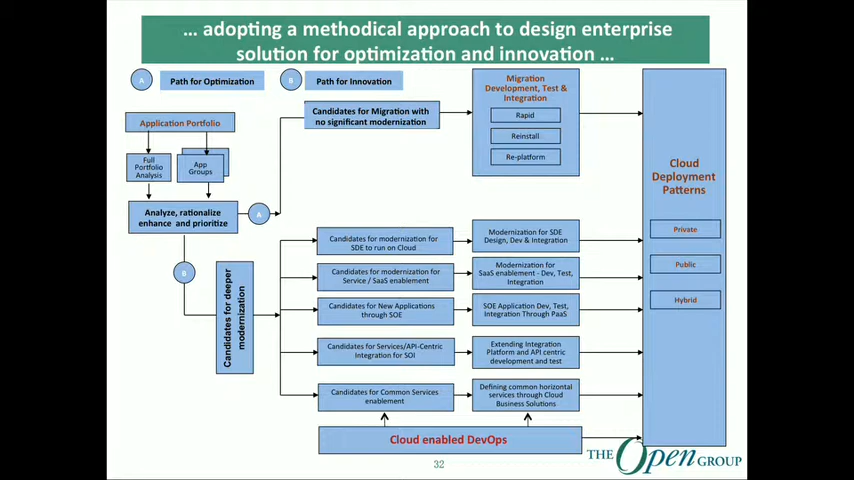 … adopting a methodical approach to design enterprise
solution for optimization and innovation …
A
Path for Optimization
B
Path for Innovation
Application Portfolio
Full
Portfolio
Analysis
App
Groups
Analyze, rationalize
enhance and prioritize
A
B
Candidates for deeper
modernization
Candidates for Migration with
no significant modernization
Migration
Development, Test &
Integration
Rapid
Reinstall
Re-platform
Candidates for modernization for
SDE to run on Cloud
Modernization for SDE
Design, Dev & Integration
Candidates for modernization for
Service / SaaS enablement
Modernization for
SaaS enablement - Dev, Test,
Integration
Candidates for New Applications
through SOE
SOE Application Dev, Test,
Integration Through PaaS
Candidates for Services/API-Centric
Integration for SOI
Extending Integration
Platform and API centric
development and test
Candidates for Common Services
enablement
Defining common horizontal
services through Cloud
Business Solutions
Cloud enabled DevOps
Cloud
Deployment
Patterns
Private
Public
Hybrid
32
THE Open GROUP